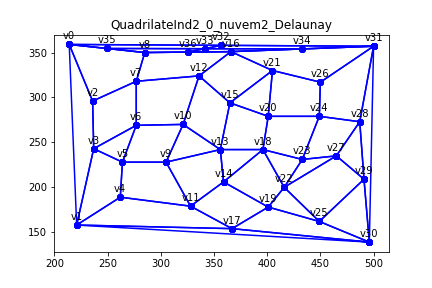 QuadrilateInd2_0_nuvem2_Delaunay
v0
v35
v8
v36
v33
v32
v16
v34
v31
350
v7
v12
v21
v26
300
v2
v15
v6
v10
v20
v24
v28
250
v3
v5
v9
v13
v18
v23
v27
v14
v22
v29
200
v4
v11
v19
v25
v1
v17
v30
150
200
250
300
350
400
450
500